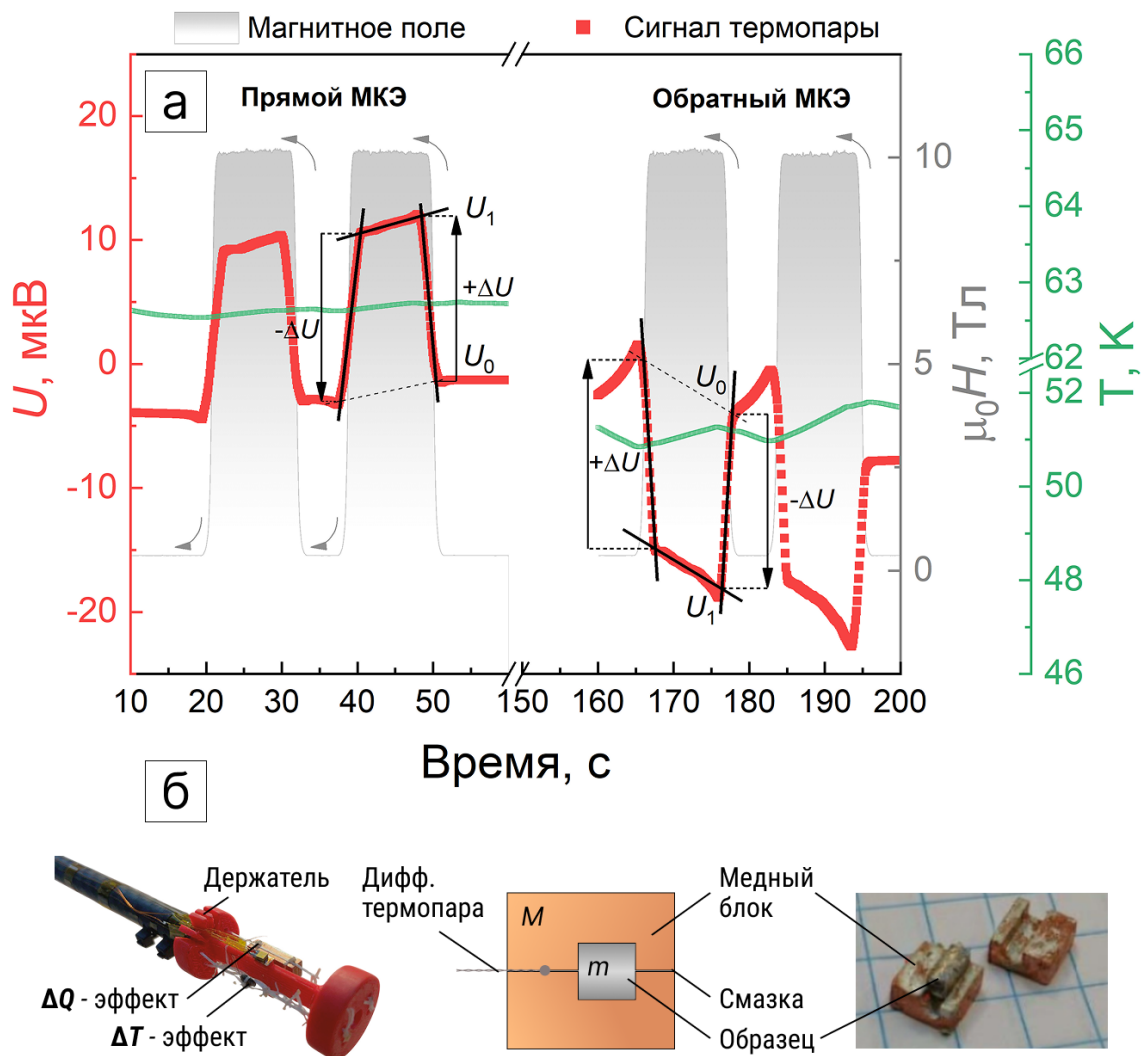 Магнитное поле
Сигнал термопары
а
Прямой МКЭ
Обратный МКЭ
20
10
0
-10
-20
U, мкВ
U1
+ΔU
-ΔU
U0
U0
+ΔU
-ΔU
U1
10
5
0
μ0H, Тл
66
65
64
63
62
52
50
48
46
T, К
10 20 30 40 50 150 160 170 180 190 200
Время, с
б
Держатель
Дифф.
термопара
M
m
Медный
блок
ΔQ - эффект
ΔT - эффект
Смазка
Образец